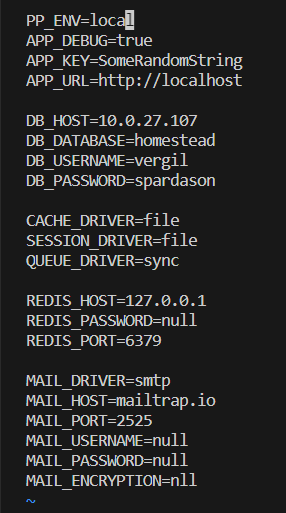 PP_ENV=local
APP_DEBUG=true
APP_KEY=SomeRandomString
APP_URL=http://localhost
DB_HOST=10.0.27.107
DB_DATABASE=homestead
DB_USERNAME=vergil
DB_PASSWORD=spardason
CACHE_DRIVER=file
SESSION_DRIVER=file
QUEUE_DRIVER=sync
REDIS_HOST=127.0.0.1
REDIS_PASSWORD=null
REDIS_PORT=6379
MAIL_DRIVER=smtp
MAIL_HOST=mailtrap.io
MAIL_PORT=2525
MAIL_USERNAME=null
MAIL_PASSWORD=null
MAIL_ENCRYPTION=nll
~